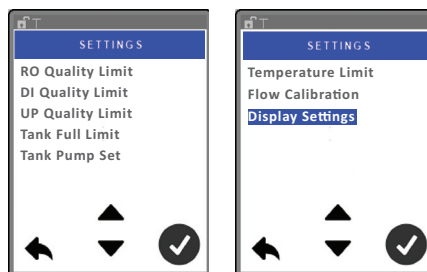 SETTINGS
RO Quality Limit
DI Quality Limit
UP Quality Limit
Tank Full Limit
Tank Pump Set
SETTINGS
Temperature Limit
Flow Calibration
Display Settings